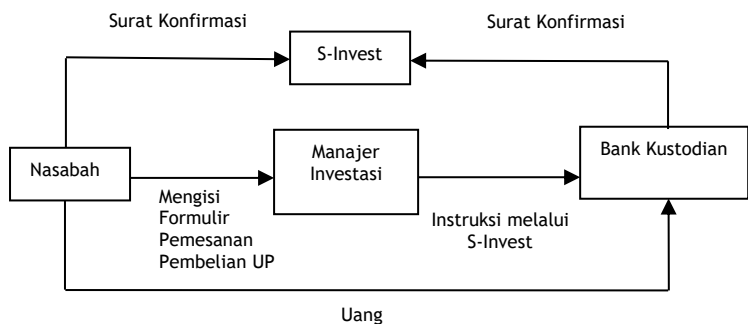 Surat Konfirmasi
Surat Konfirmasi
S-Invest
Nasabah
Manajer
Investasi
Bank Kustodian
Mengisi
Formulir
Pemesanan
Pembelian UP
Instruksi melalui
S-Invest
Uang